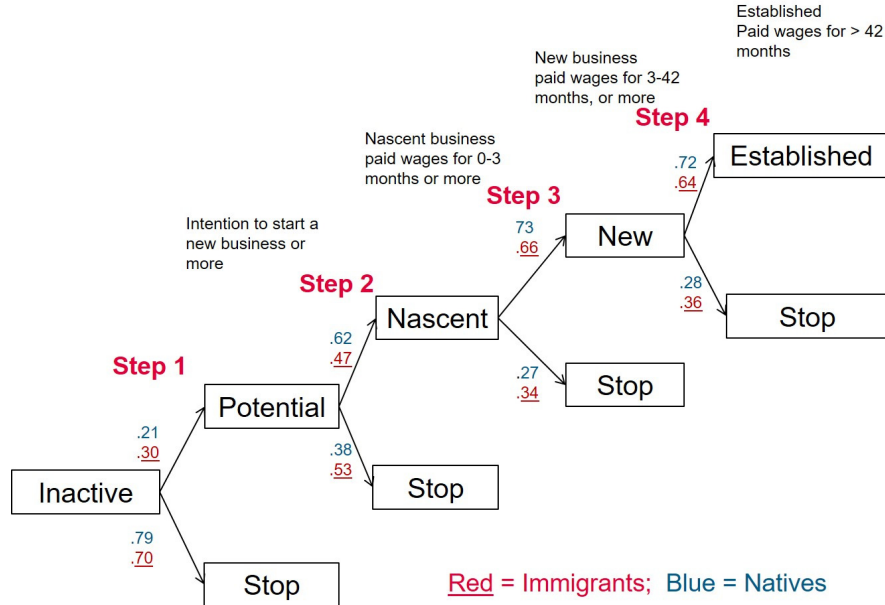 Established
Paid wages for > 42
months
New business
paid wages for 3-42
months, or more
Step 4
Established
.72
.64
Nascent business
paid wages for 0-3
months or more
Step 3
New
73
.66
.28
.36
Stop
Intention to start a
new business or
more
Step 2
Nascent
.62
.47
.27
.34
Stop
Step 1
Potential
.21
.30
.38
.53
Stop
Inactive
.79
.70
Stop
Red = Immigrants; Blue = Natives